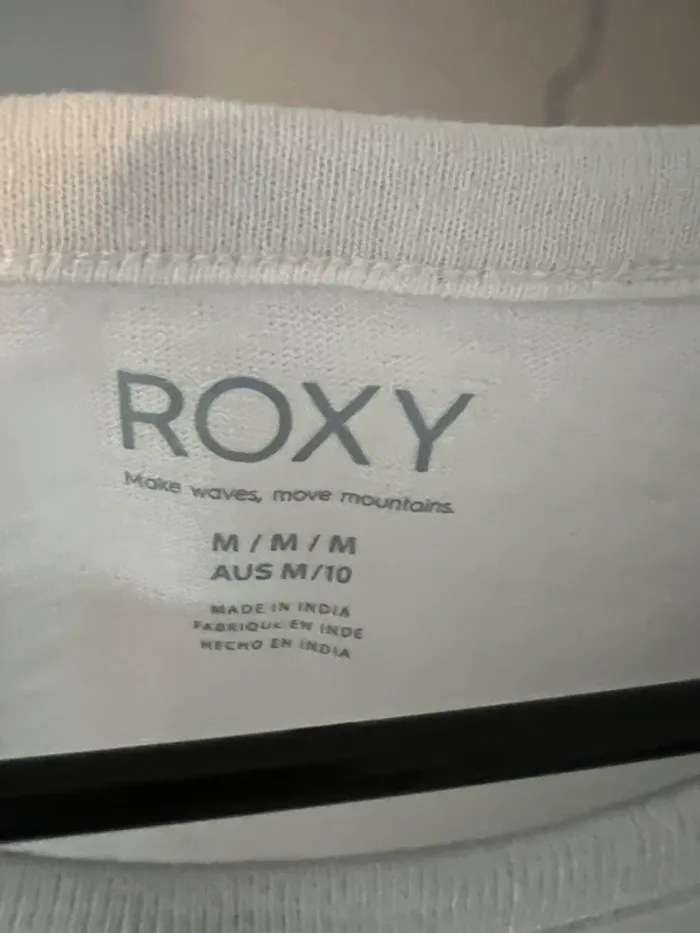 ROXY
Make waves, move mountains.
M / M / M
AUS M/10
MADE IN INDIA
FABRIQUE EN INDE
HECHO EN INDIA